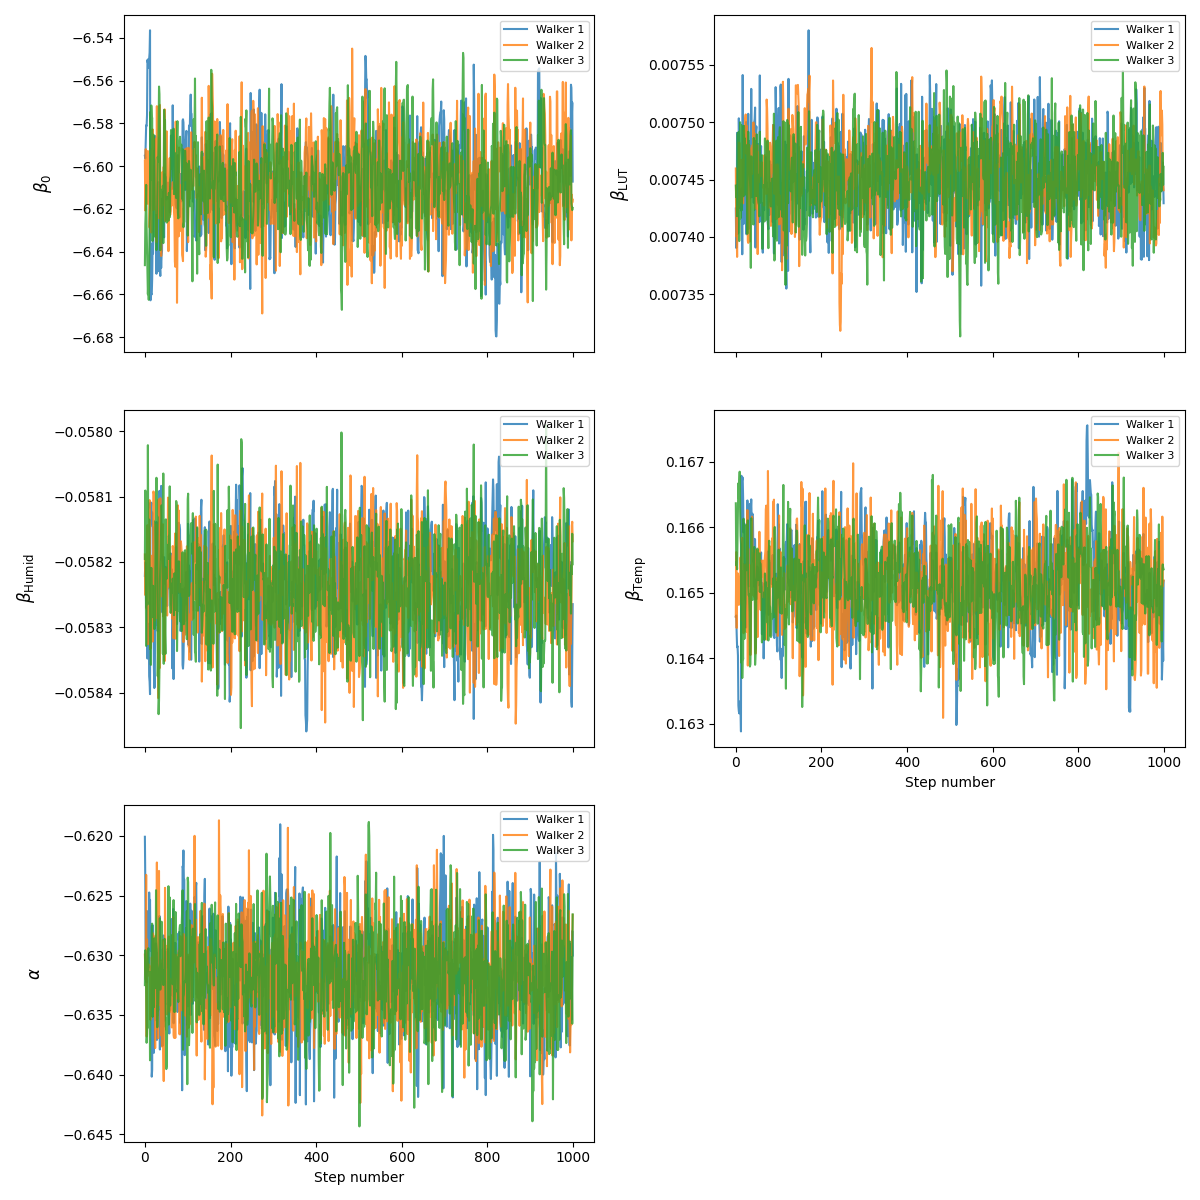 β0
−6.54
−6.56
−6.58
−6.60
−6.62
−6.64
−6.66
−6.68
Walker 1
Walker 2
Walker 3
βLUT
0.00755
0.00750
0.00745
0.00740
0.00735
Walker 1
Walker 2
Walker 3
βHumid
−0.0580
−0.0581
−0.0582
−0.0583
−0.0584
Walker 1
Walker 2
Walker 3
βTemp
0.167
0.166
0.165
0.164
0.163
Walker 1
Walker 2
Walker 3
0 200 400 600 800 1000
Step number
α
−0.620
−0.625
−0.630
−0.635
−0.640
−0.645
Walker 1
Walker 2
Walker 3
0 200 400 600 800 1000
Step number